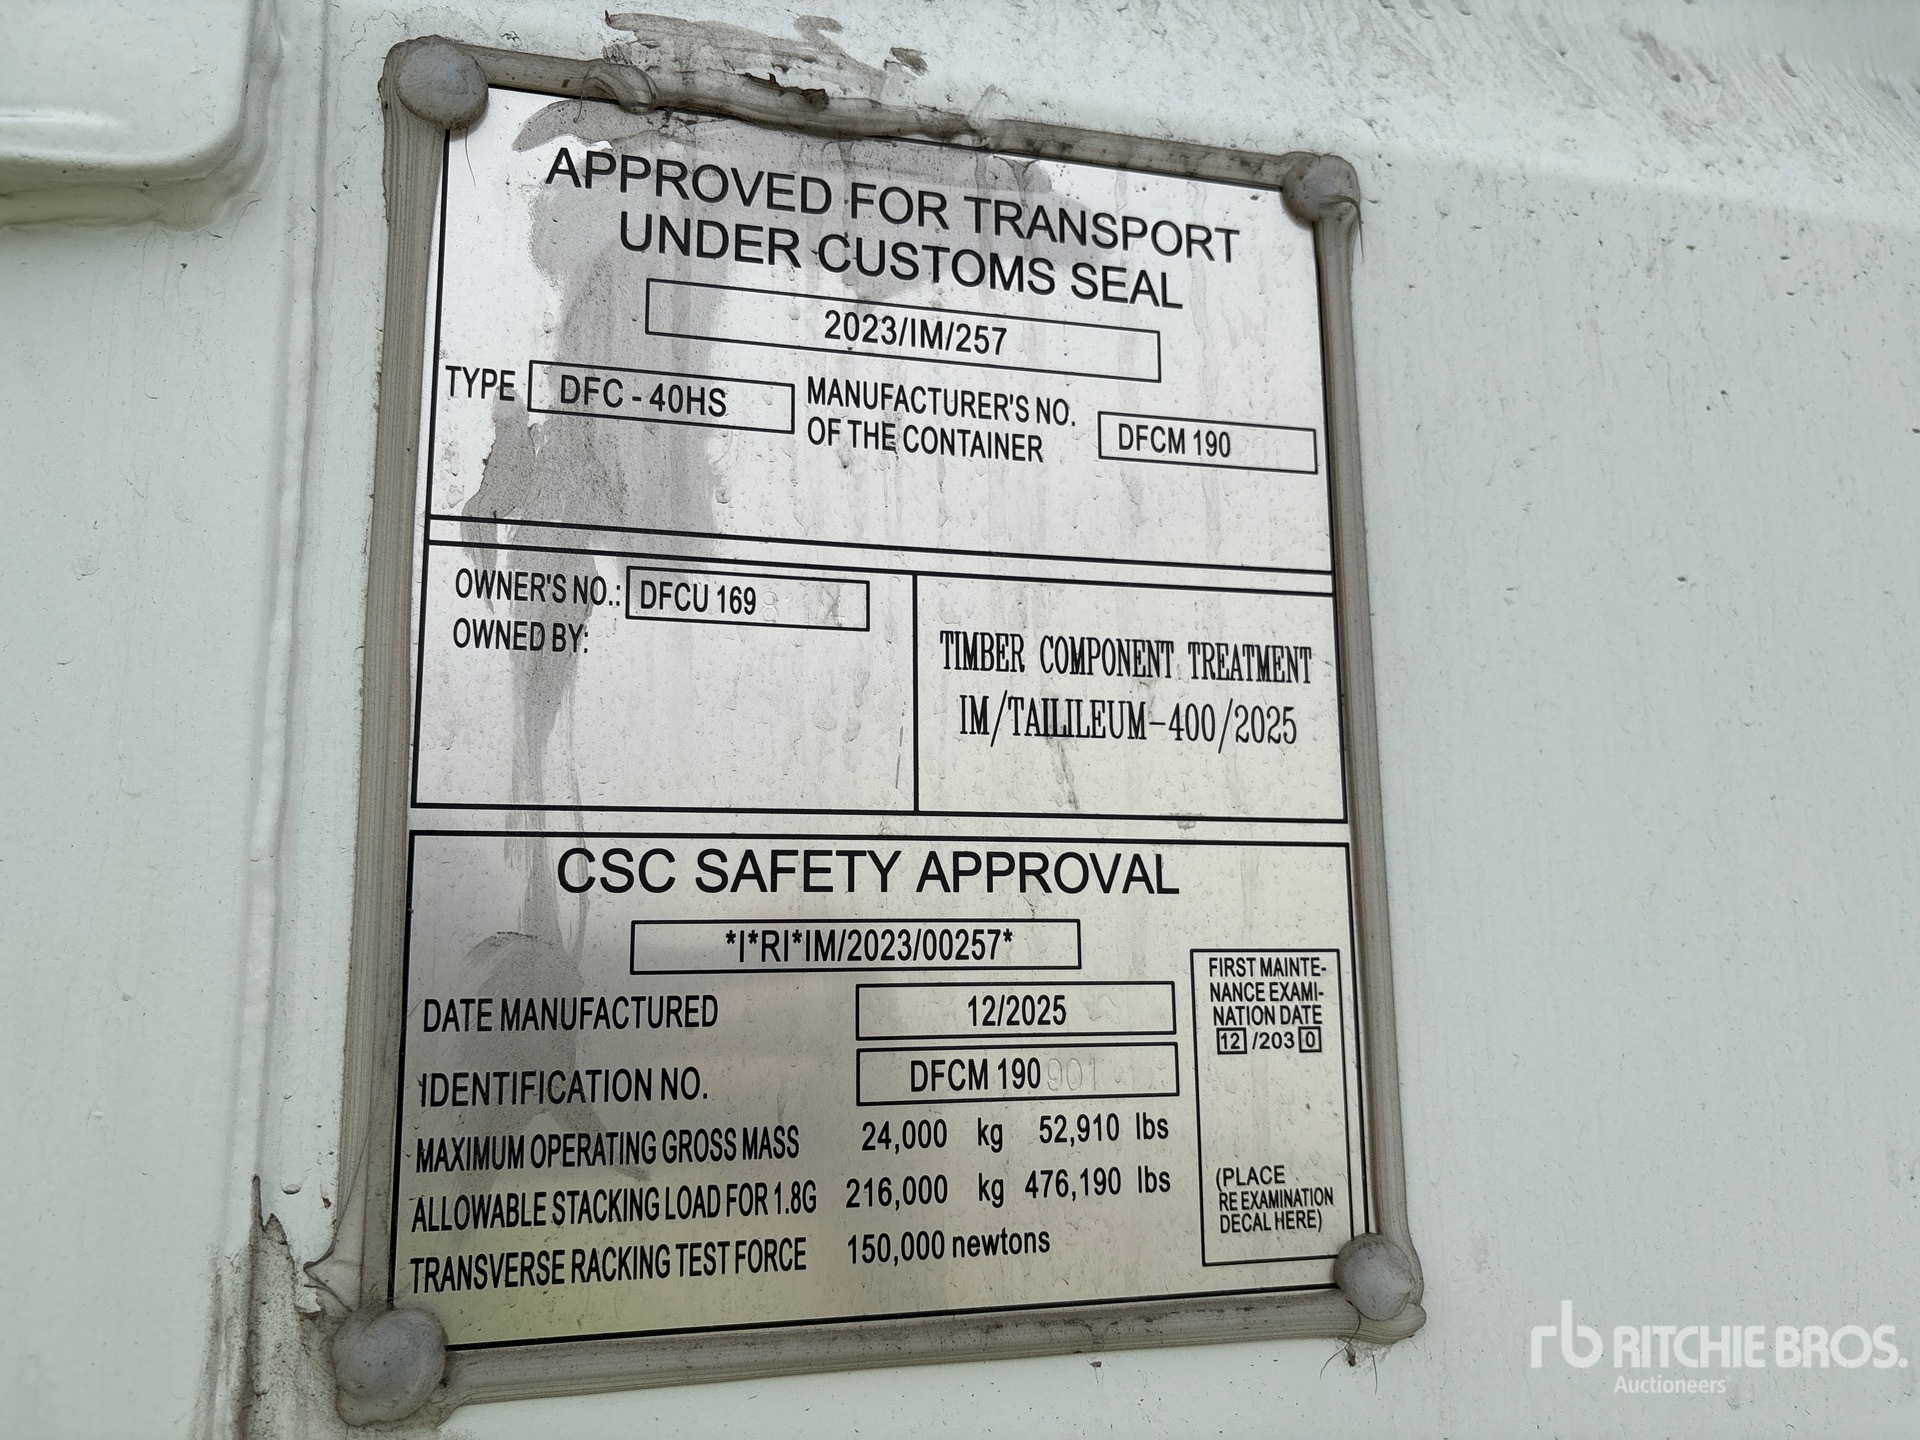 APPROVED FOR TRANSPORT
UNDER CUSTOMS SEAL
2023/IM/257
TYPE DFC - 40HS MANUFACTURER'S NO.
OF THE CONTAINER DFCM 190
OWNER'S NO.: DFCU 169
OWNED BY:
TIMBER COMPONENT TREATMENT
IM/TAILILEUM-400/2025
CSC SAFETY APPROVAL
*I*RI*IM/2023/00257*
DATE MANUFACTURED 12/2025
IDENTIFICATION NO. DFCM 190
MAXIMUM OPERATING GROSS MASS 24,000 kg 52,910 lbs
ALLOWABLE STACKING LOAD FOR 1.8G 216,000 kg 476,190 lbs
TRANSVERSE RACKING TEST FORCE 150,000 newtons
FIRST MAINTE-
NANCE EXAMI-
NATION DATE
12 /203 0
(PLACE
RE EXAMINATION
DECAL HERE)
rb RITCHIE BROS.
Auctioneers